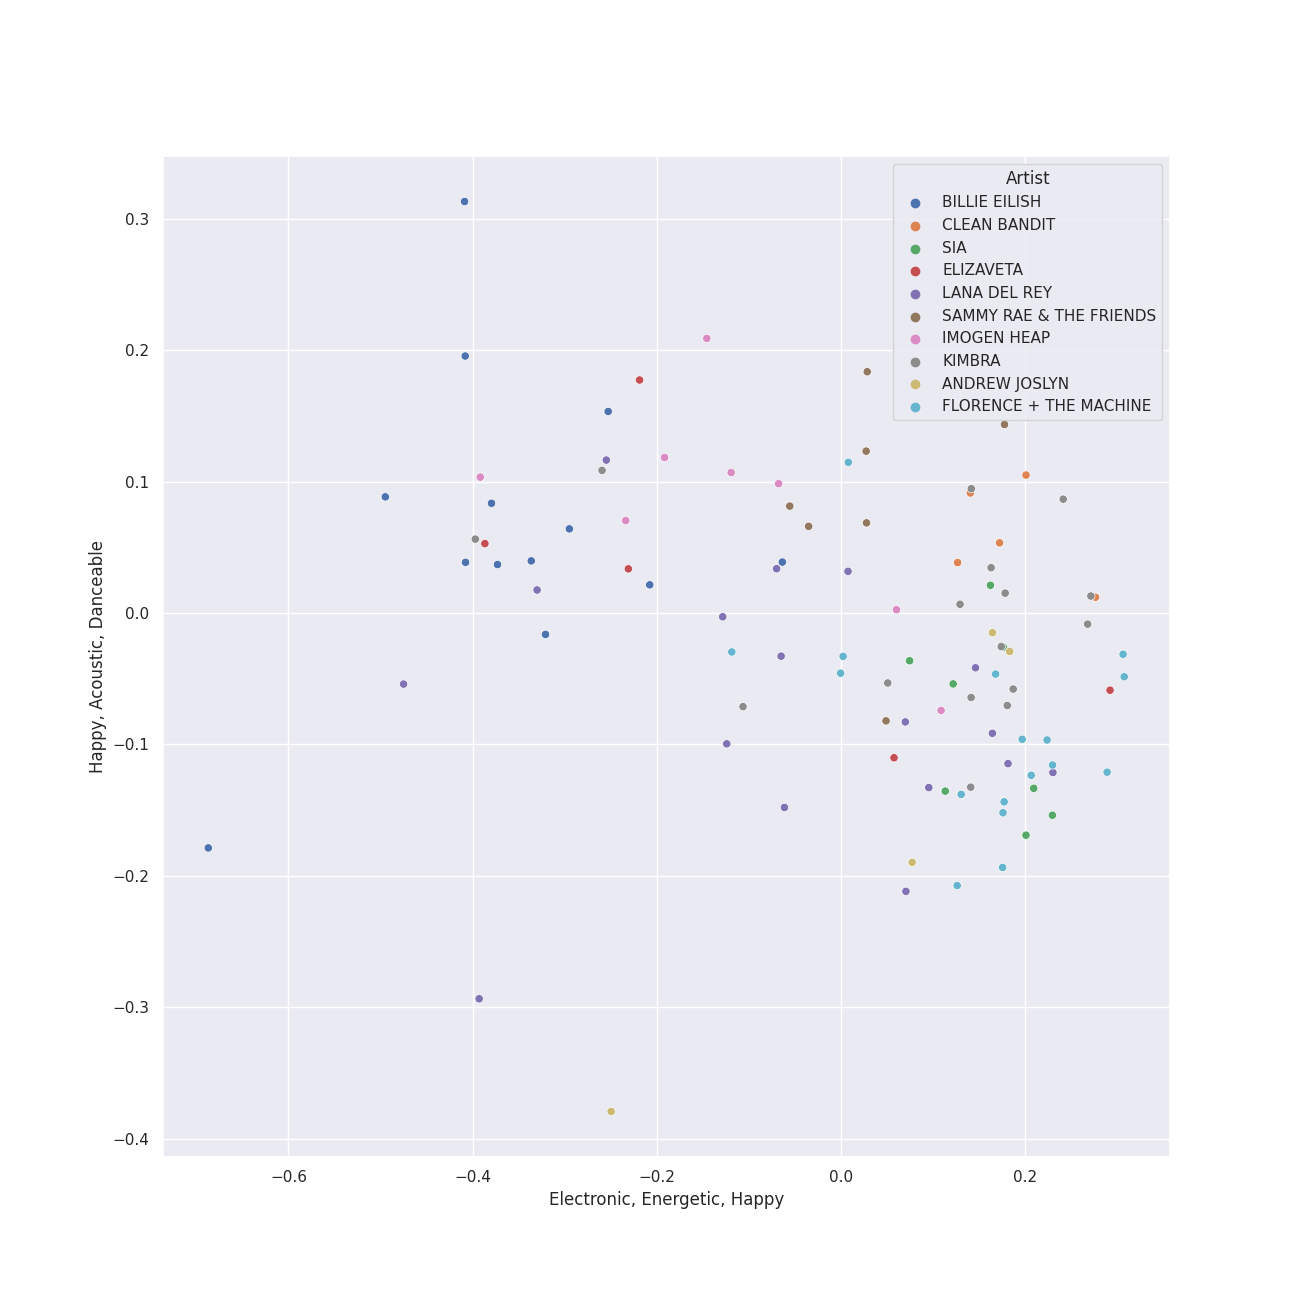 Artist
BILLIE EILISH
CLEAN BANDIT
SIA
ELIZAVETA
LANA DEL REY
SAMMY RAE & THE FRIENDS
IMOGEN HEAP
KIMBRA
ANDREW JOSLYN
FLORENCE + THE MACHINE
0.3
0.2
0.1
0.0
−0.1
−0.2
−0.3
−0.4
Happy, Acoustic, Danceable
−0.6 −0.4 −0.2 0.0 0.2
Electronic, Energetic, Happy